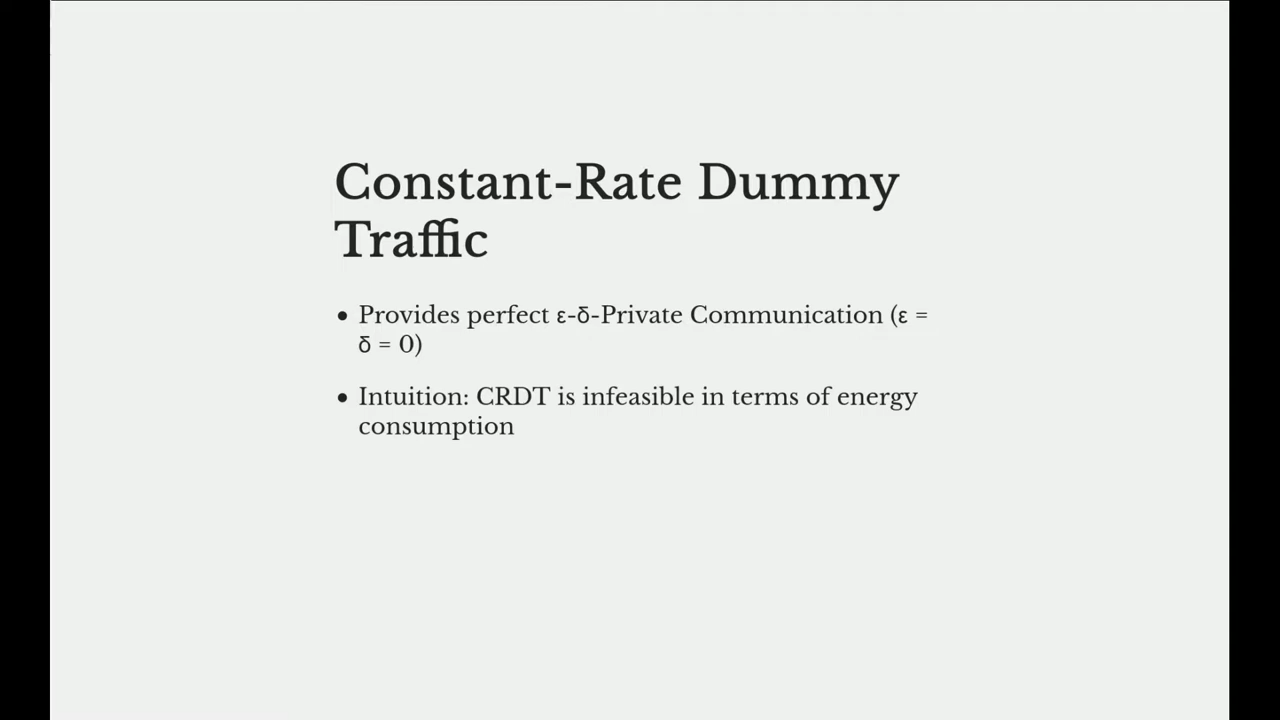 Constant-Rate Dummy
Traffic
• Provides perfect ε-δ-Private Communication (ε =
δ = 0)
• Intuition: CRDT is infeasible in terms of energy
consumption